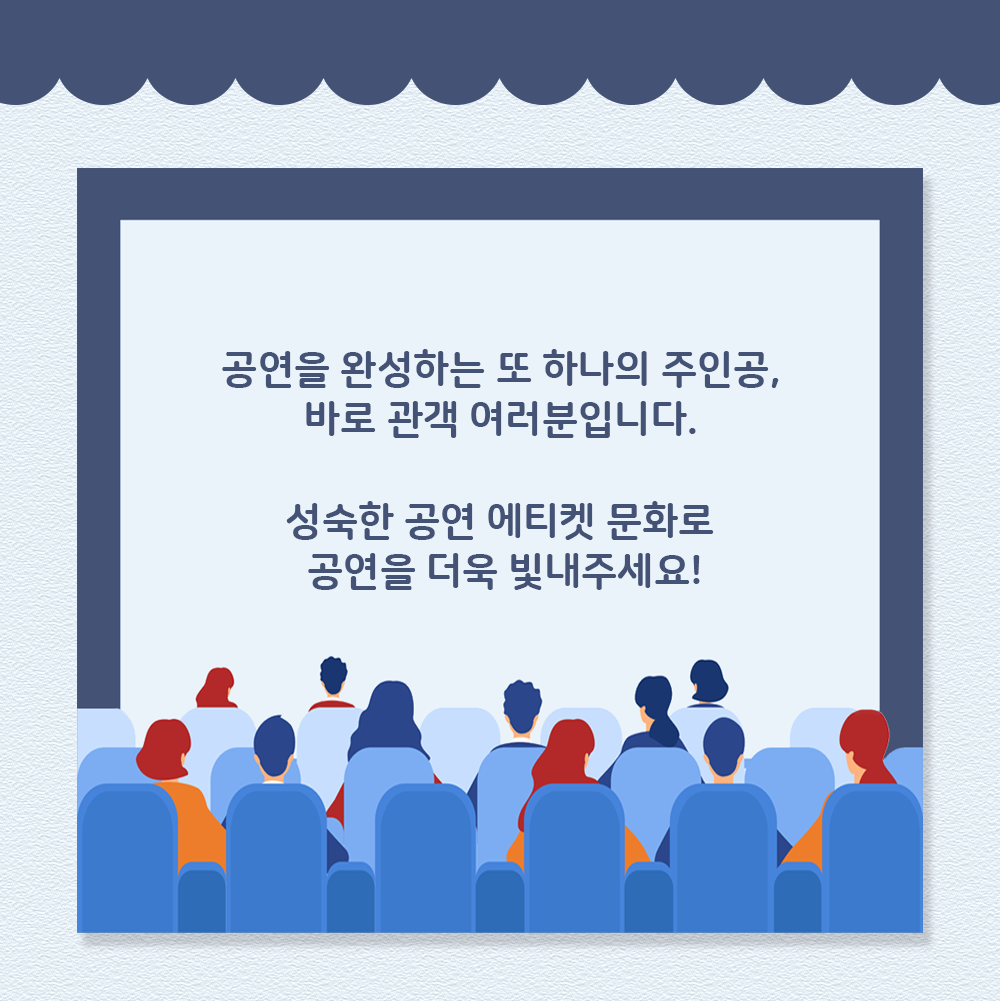 공연을 완성하는 또 하나의 주인공,
바로 관객 여러분입니다.
성숙한 공연 에티켓 문화로
공연을 더욱 빛내주세요!